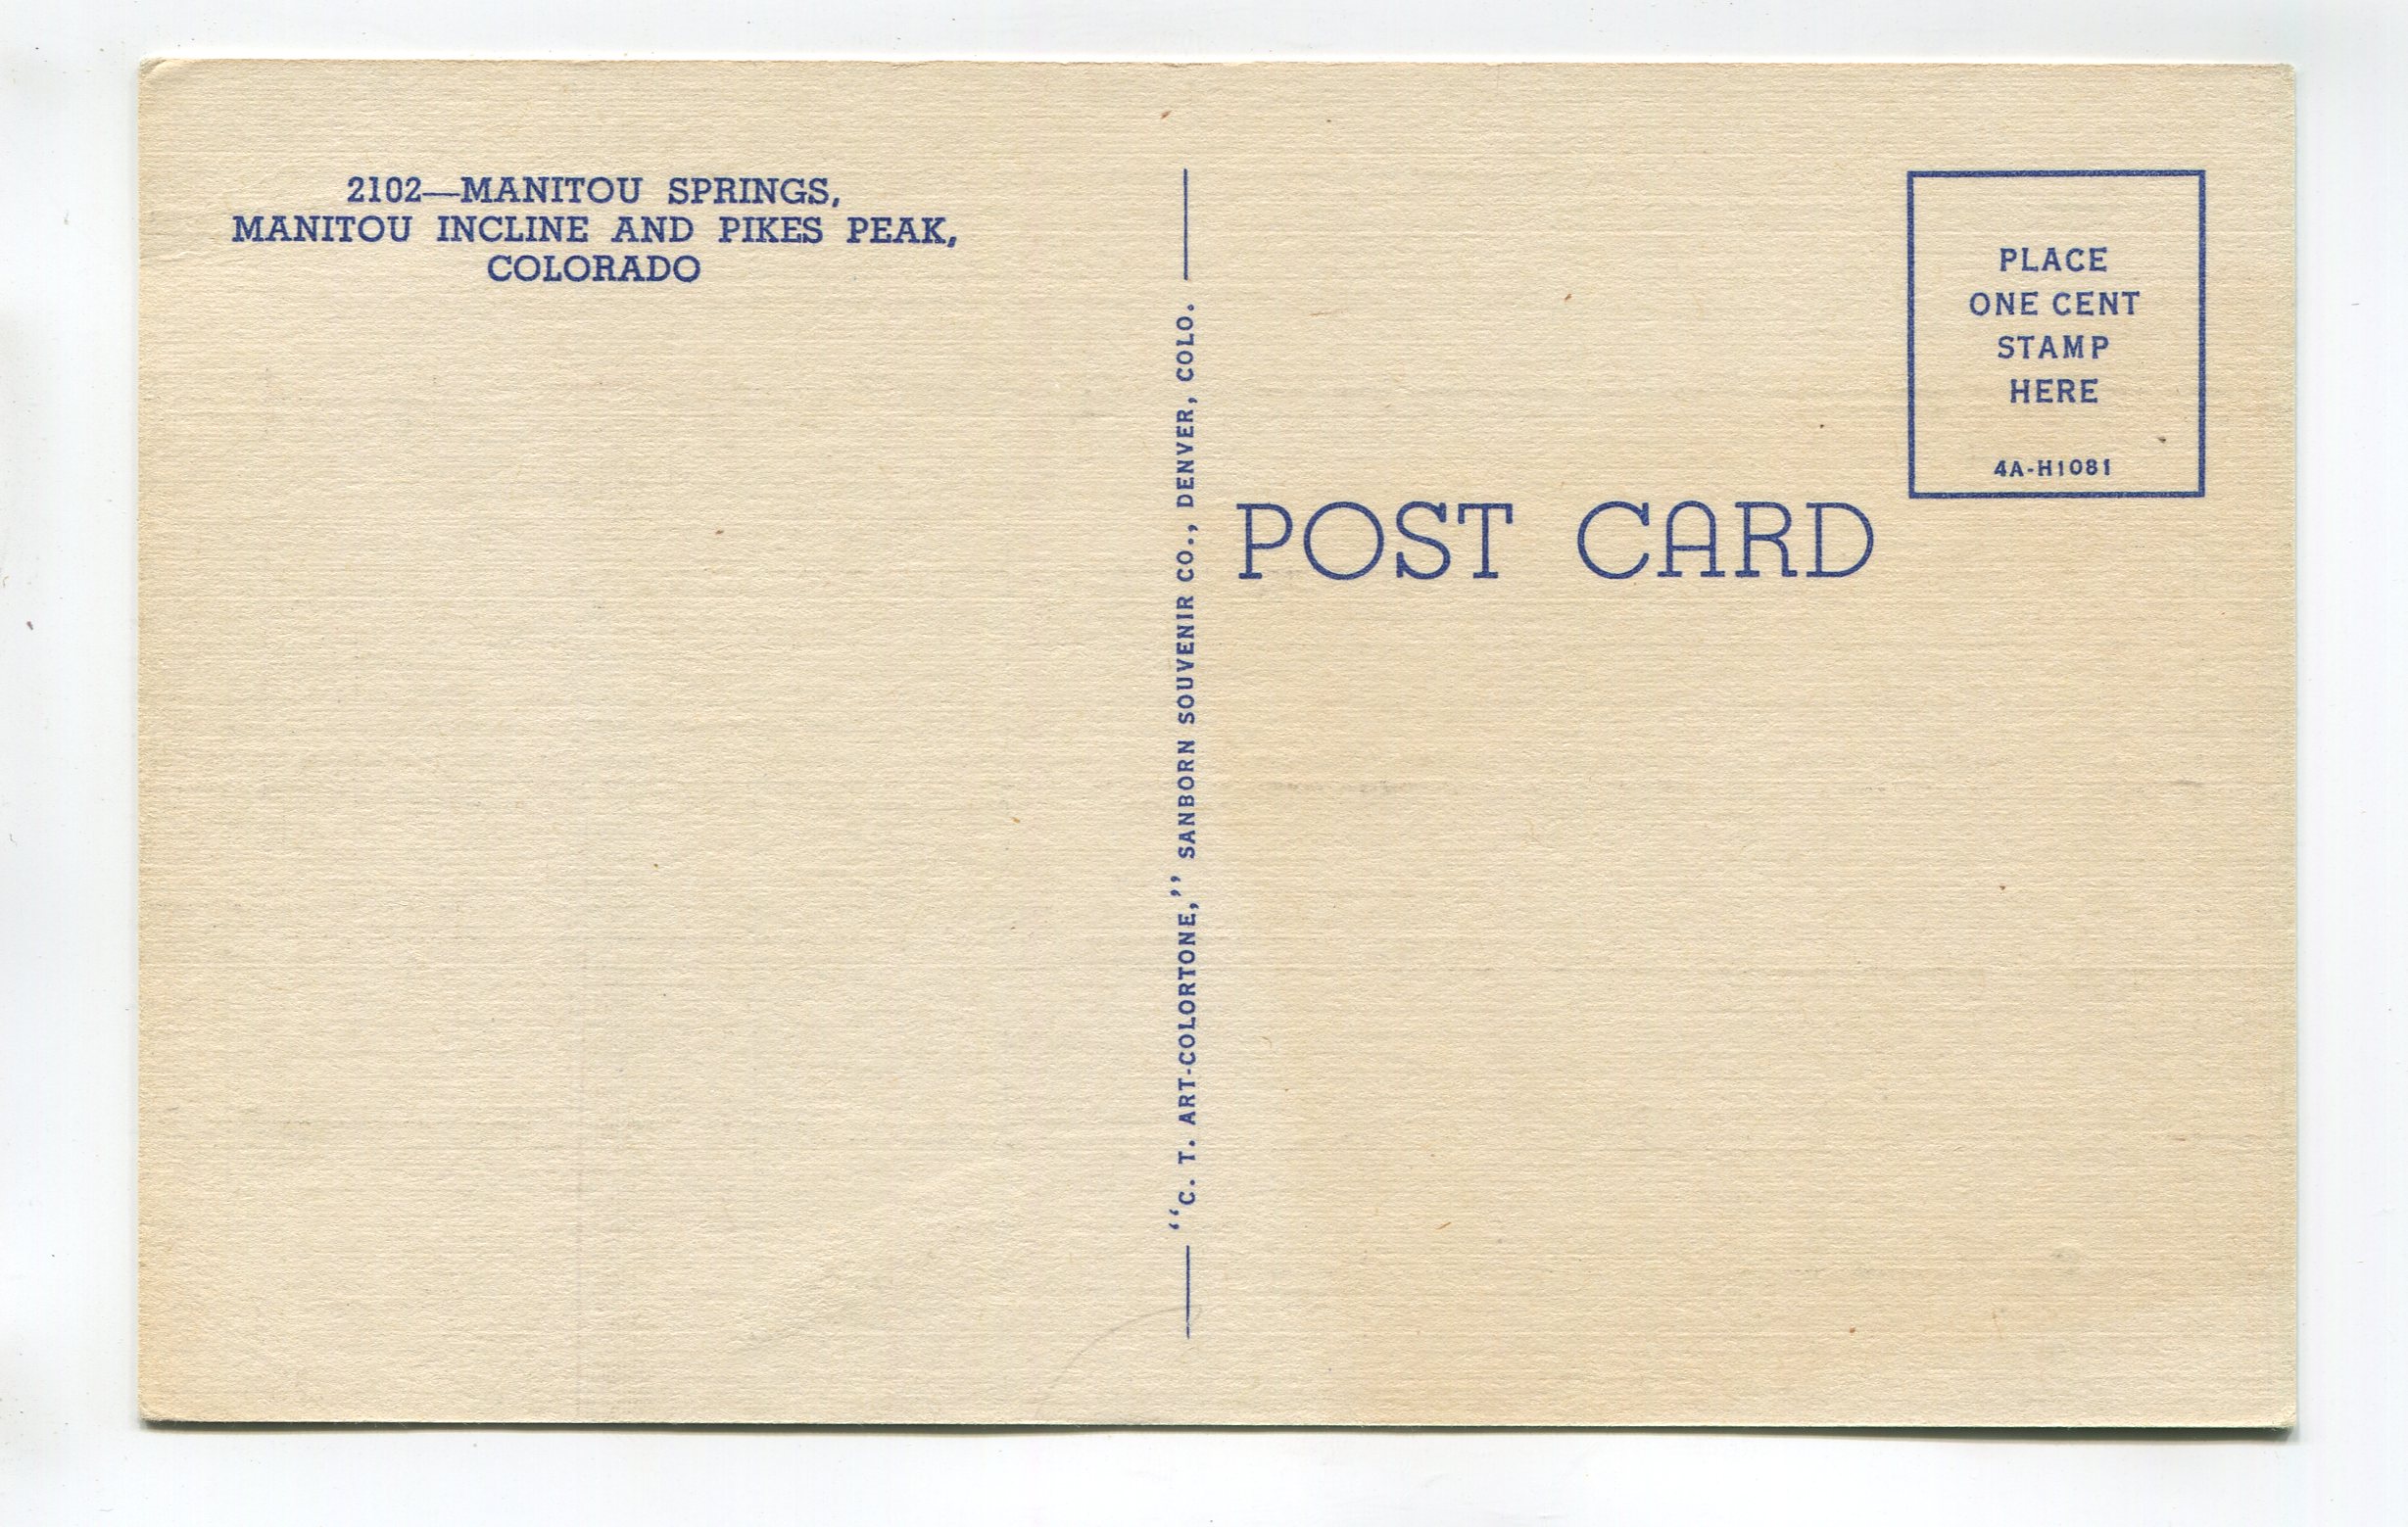 2102—MANITOU SPRINGS,
MANITOU INCLINE AND PIKES PEAK,
COLORADO
“C. T. ART-COLORTONE,” SANBORN SOUVENIR CO., DENVER, COLO.
PLACE
ONE CENT
STAMP
HERE
4A-H1081
POST CARD